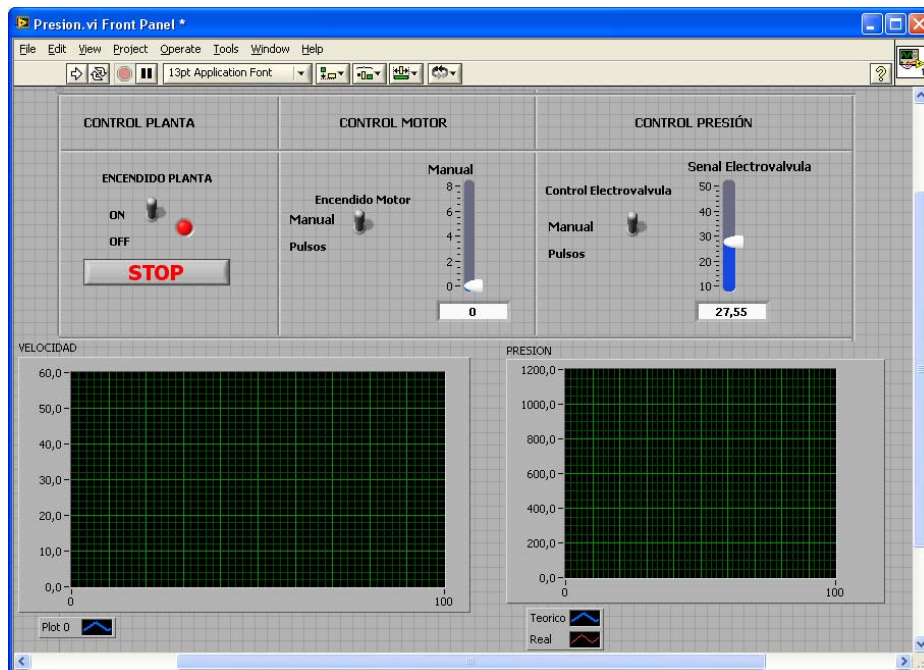 Presion.vi Front Panel *
File Edit View Project Operate Tools Window Help
13pt Application Font
?
CONTROL PLANTA
CONTROL MOTOR
CONTROL PRESIÓN
ENCENDIDO PLANTA
ON
OFF
STOP
Manual
Encendido Motor
Manual
Pulsos
8
6
4
2
0
0
Senal Electrovalvula
Control Electrovalvula
Manual
Pulsos
50
40
30
20
10
27,55
VELOCIDAD
60,0
50,0
40,0
30,0
20,0
10,0
0,0
0 100
Plot 0
PRESION
1200,0
1000,0
800,0
600,0
400,0
200,0
0,0
0 100
Teorico
Real